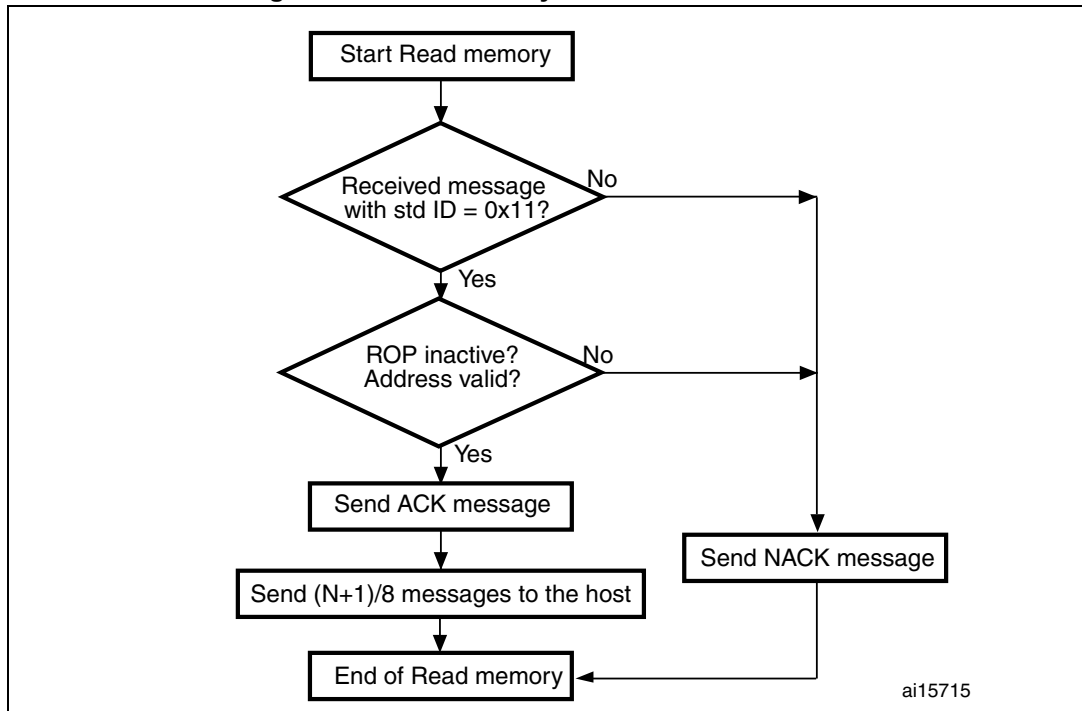 Start Read memory
Received message
with std ID = 0x11?
No
Yes
ROP inactive?
Address valid?
No
Yes
Send ACK message
Send NACK message
Send (N+1)/8 messages to the host
End of Read memory
ai15715